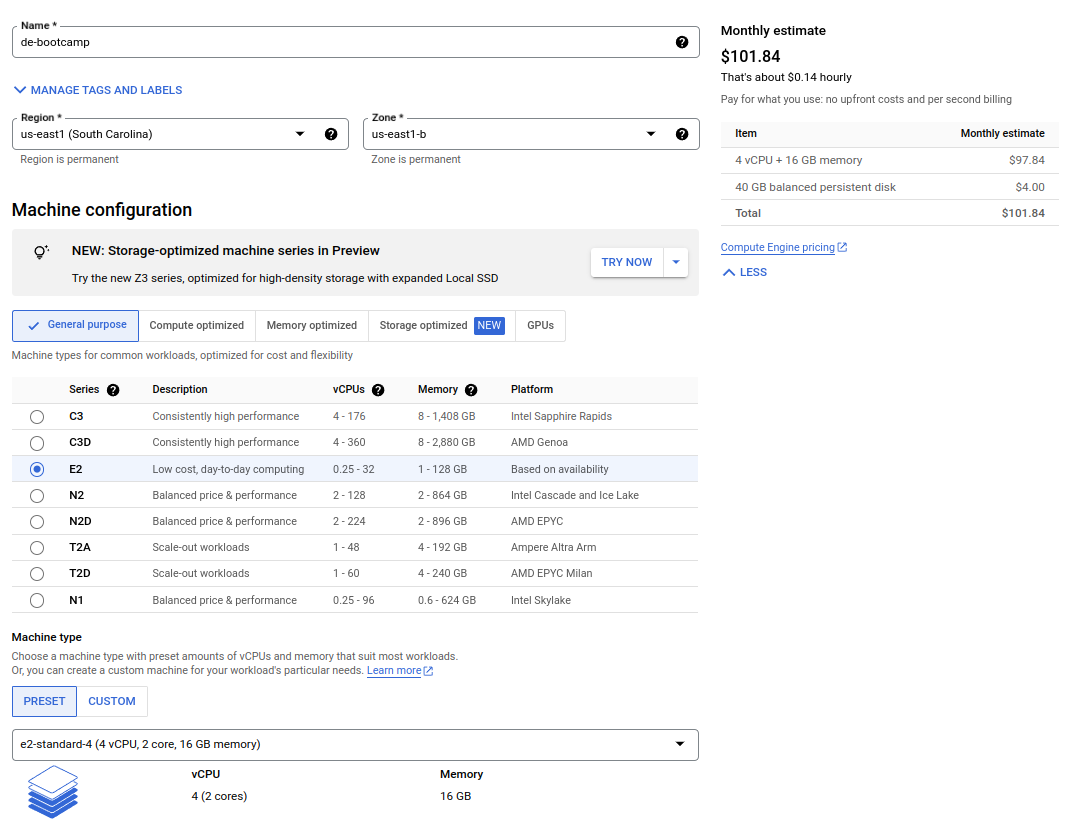 Name *
de-bootcamp
MANAGE TAGS AND LABELS
Region *
us-east1 (South Carolina)
Region is permanent
Zone *
us-east1-b
Zone is permanent
Machine configuration
NEW: Storage-optimized machine series in Preview
Try the new Z3 series, optimized for high-density storage with expanded Local SSD
TRY NOW
General purpose Compute optimized Memory optimized Storage optimized NEW GPUs
Machine types for common workloads, optimized for cost and flexibility
Series Description vCPUs Memory Platform
C3 Consistently high performance 4 - 176 8 - 1,408 GB Intel Sapphire Rapids
C3D Consistently high performance 4 - 360 8 - 2,880 GB AMD Genoa
E2 Low cost, day-to-day computing 0.25 - 32 1 - 128 GB Based on availability
N2 Balanced price & performance 2 - 128 2 - 864 GB Intel Cascade and Ice Lake
N2D Balanced price & performance 2 - 224 2 - 896 GB AMD EPYC
T2A Scale-out workloads 1 - 48 4 - 192 GB Ampere Altra Arm
T2D Scale-out workloads 1 - 60 4 - 240 GB AMD EPYC Milan
N1 Balanced price & performance 0.25 - 96 0.6 - 624 GB Intel Skylake
Machine type
Choose a machine type with preset amounts of vCPUs and memory that suit most workloads.
Or, you can create a custom machine for your workload's particular needs. Learn more
PRESET CUSTOM
e2-standard-4 (4 vCPU, 2 core, 16 GB memory)
vCPU Memory
4 (2 cores) 16 GB
Monthly estimate
$101.84
That's about $0.14 hourly
Pay for what you use: no upfront costs and per second billing
Item Monthly estimate
4 vCPU + 16 GB memory $97.84
40 GB balanced persistent disk $4.00
Total $101.84
Compute Engine pricing
LESS